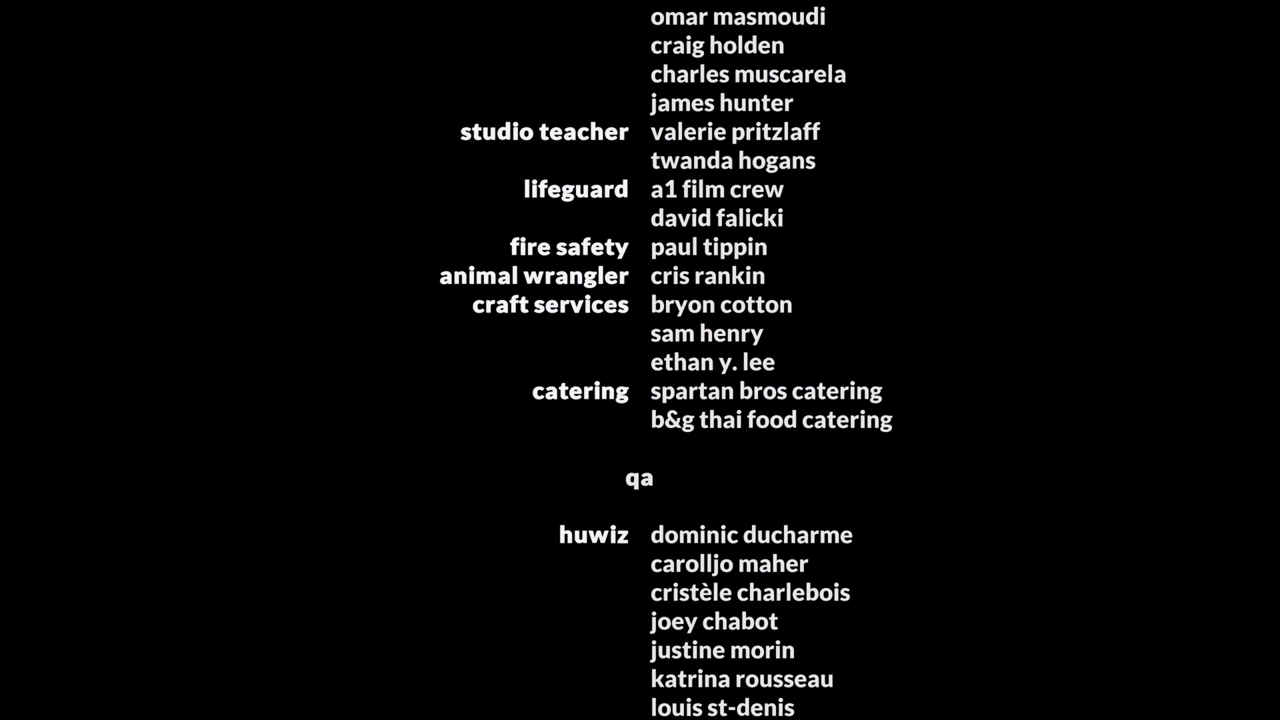 omar masmoudi
craig holden
charles muscarela
james hunter
studio teacher valerie pritzlaff
twanda hogans
lifeguard a1 film crew
david falicki
fire safety paul tippin
animal wrangler cris rankin
craft services bryon cotton
sam henry
ethan y. lee
catering spartan bros catering
b&g thai food catering
qa
huwiz dominic ducharme
carolljo maher
cristèle charlebois
joey chabot
justine morin
katrina rousseau
louis st-denis